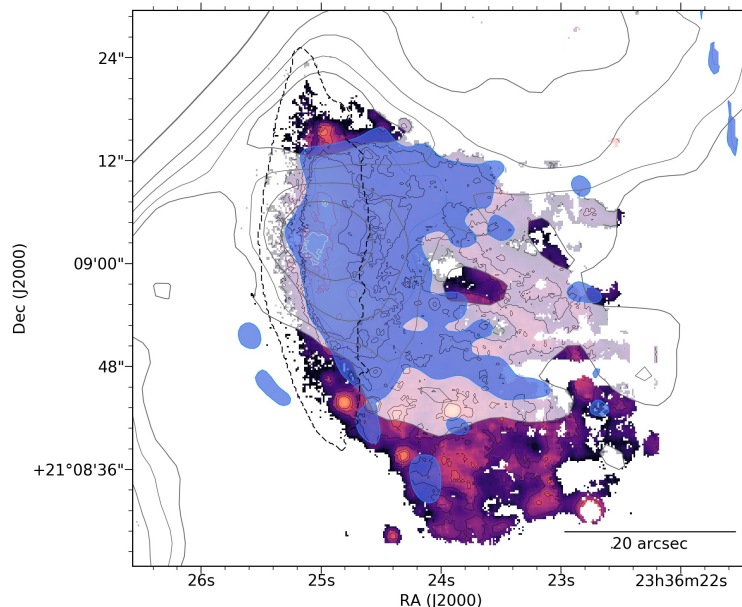 24"
12"
09'00"
48"
+21°08'36"
Dec (J2000)
20 arcsec
26s 25s 24s 23s 23h36m22s
RA (J2000)